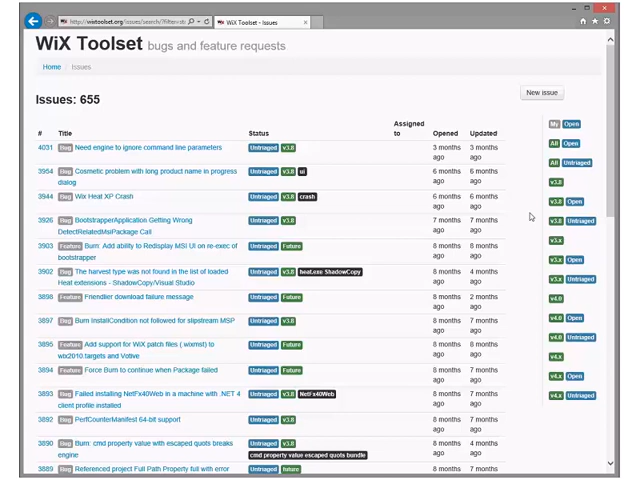 http://wixtoolset.org/issues/search/?filter=st
WiX Toolset - Issues
WiX Toolset bugs and feature requests
Home / Issues
Issues: 655
New issue
# Title Status Assigned to Opened Updated
4031 Bug Need engine to ignore command line parameters Untriaged v3.8 3 months ago 3 months ago
3954 Bug Cosmetic problem with long product name in progress dialog Untriaged v3.8 ui 6 months ago 6 months ago
3944 Bug Wix Heat XP Crash Untriaged v3.8 crash 6 months ago 6 months ago
3926 Bug BootstrapperApplication Getting Wrong DetectRelatedMsiPackage Call Untriaged v3.8 7 months ago 7 months ago
3903 Feature Burn: Add ability to Redisplay MSI UI on re-exec of bootstrapper Untriaged Future 8 months ago 8 months ago
3902 Bug The harvest type was not found in the list of loaded Heat extensions - ShadowCopy/Visual Studio Untriaged v3.8 heat.exe ShadowCopy 8 months ago 4 months ago
3898 Feature Friendlier download failure message Untriaged Future 8 months ago 2 months ago
3897 Bug Burn InstallCondition not followed for slipstream MSP Untriaged v3.8 8 months ago 7 months ago
3895 Feature Add support for WiX patch files (.wixmst) to wix2010.targets and Votive Untriaged Future 8 months ago 7 months ago
3894 Feature Force Burn to continue when Package failed Untriaged Future 8 months ago 7 months ago
3893 Bug Failed installing NetFx40Web in a machine with .NET 4 client profile installed Untriaged v3.8 NetFx40Web 8 months ago 7 months ago
3892 Bug PerfCounterManifest 64-bit support Untriaged v3.8 8 months ago 7 months ago
3890 Bug Burn: cmd property value with escaped quots breaks engine Untriaged v3.8 cmd property value escaped quots bundle 8 months ago 4 months ago
3889 Bug Referenced project Full Path Property full with error Untriaged future 8 months 7 months
My Open
All Open
All Untriaged
v3.8
v3.8 Open
v3.8 Untriaged
v3.x
v3.x Open
v3.x Untriaged
v4.0
v4.0 Open
v4.0 Untriaged
v4.x
v4.x Open
v4.x Untriaged